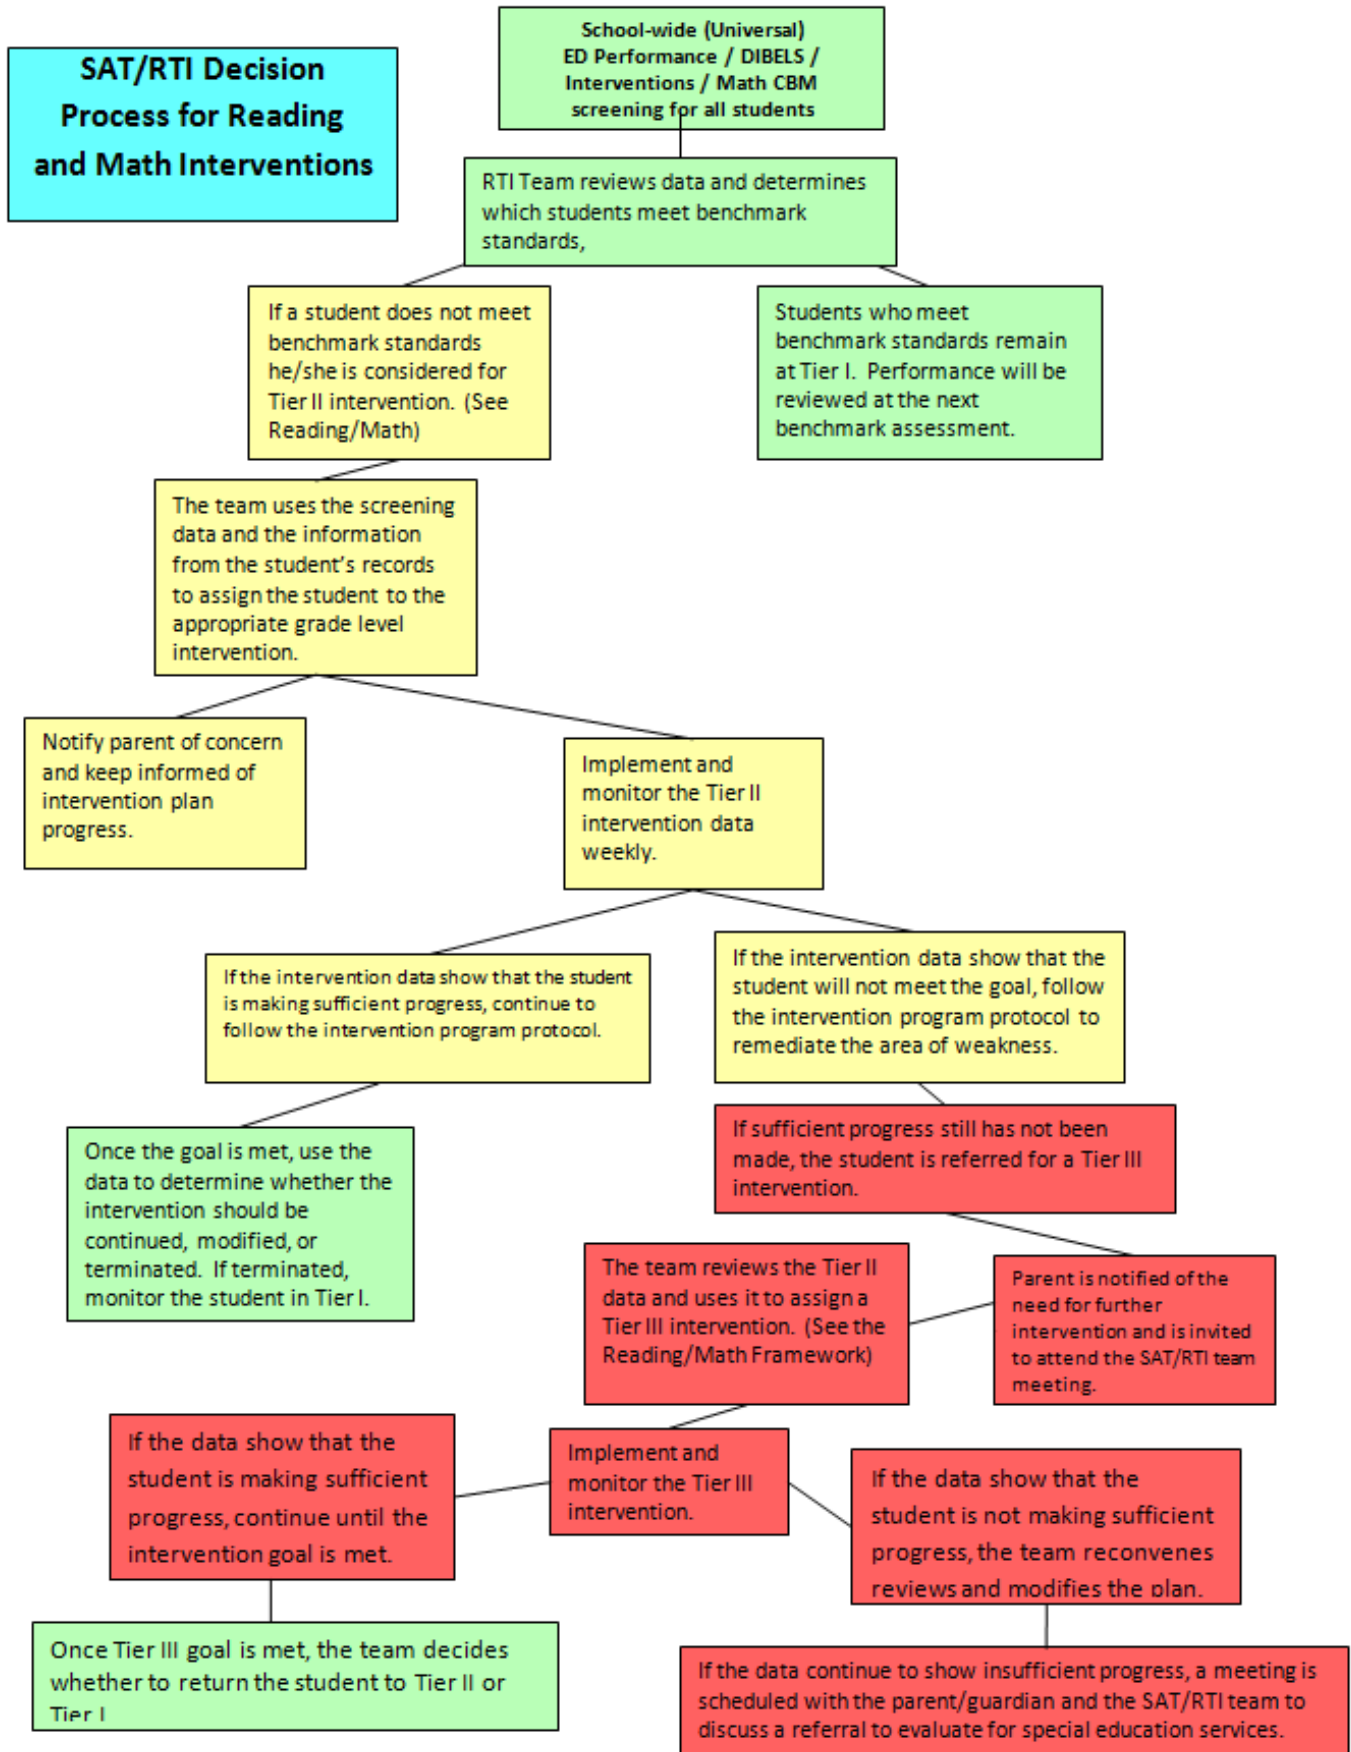 SAT/RTI Decision
Process for Reading
and Math Interventions
School-wide (Universal)
ED Performance / DIBELS /
Interventions / Math CBM
screening for all students
RTI Team reviews data and determines
which students meet benchmark
standards,
If a student does not meet
benchmark standards
he/she is considered for
Tier II intervention. (See
Reading/Math)
Students who meet
benchmark standards remain
at Tier I. Performance will be
reviewed at the next
benchmark assessment.
The team uses the screening
data and the information
from the student's records
to assign the student to the
appropriate grade level
intervention.
Notify parent of concern
and keep informed of
intervention plan
progress.
Implement and
monitor the Tier II
intervention data
weekly.
If the intervention data show that the student
is making sufficient progress, continue to
follow the intervention program protocol.
If the intervention data show that the
student will not meet the goal, follow
the intervention program protocol to
remediate the area of weakness.
Once the goal is met, use the
data to determine whether the
intervention should be
continued, modified, or
terminated. If terminated,
monitor the student in Tier I.
If sufficient progress still has not been
made, the student is referred for a Tier III
intervention.
The team reviews the Tier II
data and uses it to assign a
Tier III intervention. (See the
Reading/Math Framework)
Parent is notified of the
need for further
intervention and is invited
to attend the SAT/RTI team
meeting.
If the data show that the
student is making sufficient
progress, continue until the
intervention goal is met.
Implement and
monitor the Tier III
intervention.
If the data show that the
student is not making sufficient
progress, the team reconvenes
reviews and modifies the plan.
Once Tier III goal is met, the team decides
whether to return the student to Tier II or
Tier I
If the data continue to show insufficient progress, a meeting is
scheduled with the parent/guardian and the SAT/RTI team to
discuss a referral to evaluate for special education services.